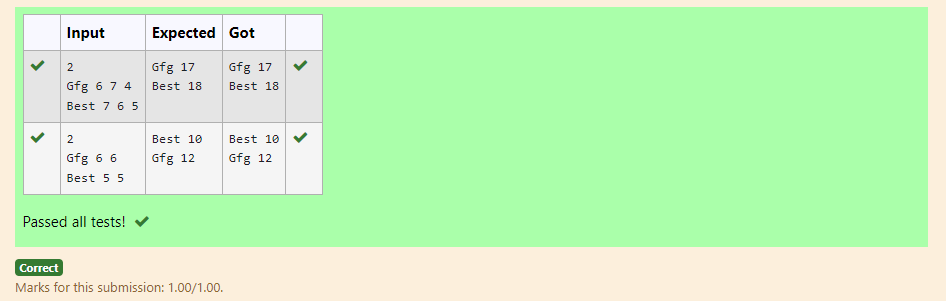 Input Expected Got
2 Gfg 17 Gfg 17
Gfg 6 7 4 Best 18 Best 18
Best 7 6 5
2 Best 10 Best 10
Gfg 6 6 Gfg 12 Gfg 12
Best 5 5
Passed all tests!
Correct
Marks for this submission: 1.00/1.00.